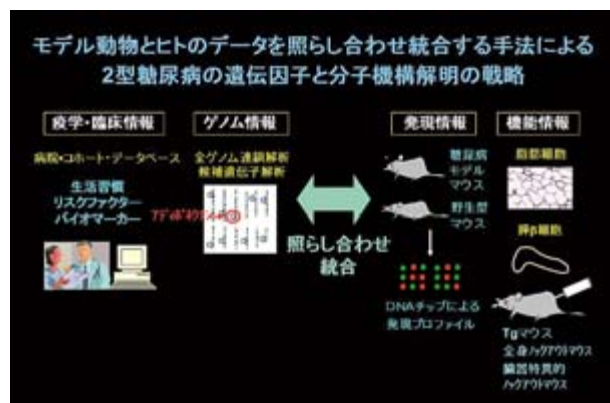 モデル動物とヒトのデータを照らし合わせ統合する手法による
2型糖尿病の遺伝因子と分子機構解明の戦略
疫学・臨床情報
病院・コホート・データベース
生活習慣
リスクファクター
バイオマーカー
ゲノム情報
全ゲノム連鎖解析
候補遺伝子解析
アディポネクチン
照らし合わせ
統合
発現情報
糖尿病
モデル
マウス
野生型
マウス
DNAチップによる
発現プロファイル
機能情報
脂肪細胞
膵β細胞
Tgマウス
全身ノックアウトマウス
臓器特異的
ノックアウトマウス